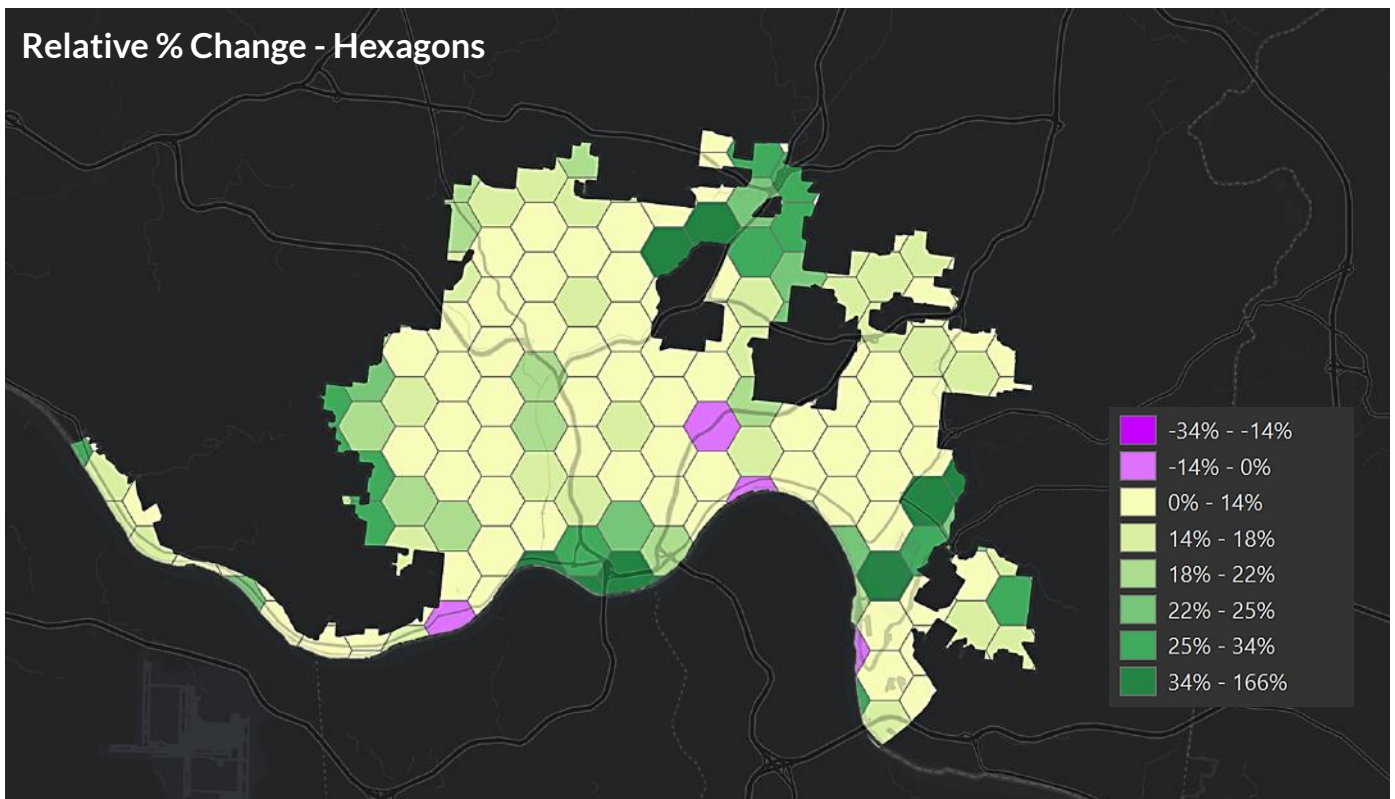 Relative % Change - Hexagons
-34% - -14%
-14% - 0%
0% - 14%
14% - 18%
18% - 22%
22% - 25%
25% - 34%
34% - 166%